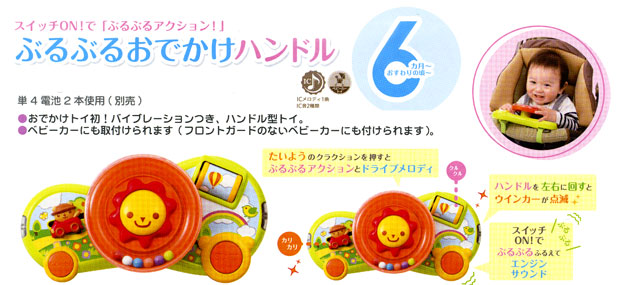 スイッチON!で「ぶるぶるアクション!」
ぶるぶるおでかけハンドル
6カ月〜
おすわりの頃〜
単4電池2本使用(別売)
ICメロディ1曲
IC音2種類
●おでかけトイ初!バイブレーションつき、ハンドル型トイ。
●ベビーカーにも取付けられます(フロントガードのないベビーカーにも付けられます)。
たいようのクラクションを押すと
ぶるぶるアクションとドライブメロディ
クルクル
ハンドルを左右に回すと
ウインカーが点滅
カリカリ
スイッチ
ON!で
ぶるぶるふるえて
エンジン
サウンド
ぶるぶる